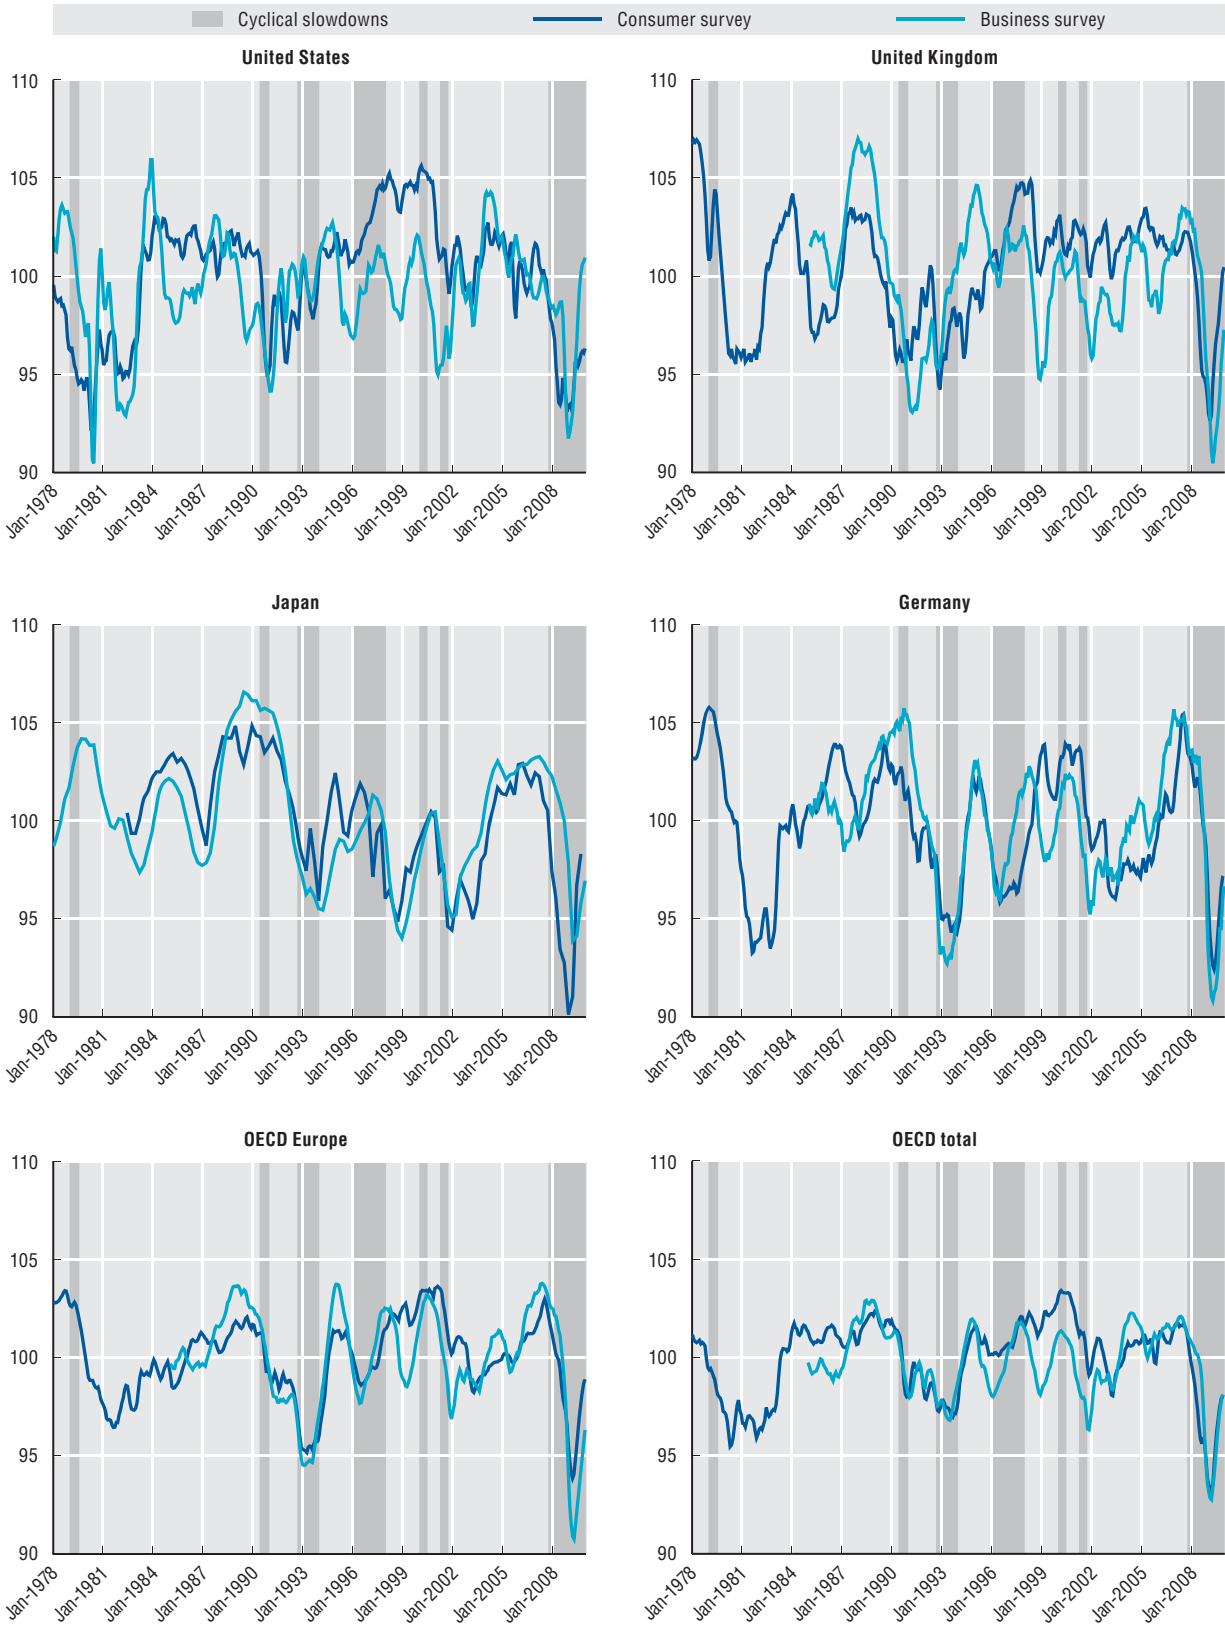 Cyclical slowdowns Consumer survey Business survey
United States
110
105
100
95
90
Jan-1978 Jan-1981 Jan-1984 Jan-1987 Jan-1990 Jan-1993 Jan-1996 Jan-1999 Jan-2002 Jan-2005 Jan-2008
United Kingdom
110
105
100
95
90
Jan-1978 Jan-1981 Jan-1984 Jan-1987 Jan-1990 Jan-1993 Jan-1996 Jan-1999 Jan-2002 Jan-2005 Jan-2008
Japan
110
105
100
95
90
Jan-1978 Jan-1981 Jan-1984 Jan-1987 Jan-1990 Jan-1993 Jan-1996 Jan-1999 Jan-2002 Jan-2005 Jan-2008
Germany
110
105
100
95
90
Jan-1978 Jan-1981 Jan-1984 Jan-1987 Jan-1990 Jan-1993 Jan-1996 Jan-1999 Jan-2002 Jan-2005 Jan-2008
OECD Europe
110
105
100
95
90
Jan-1978 Jan-1981 Jan-1984 Jan-1987 Jan-1990 Jan-1993 Jan-1996 Jan-1999 Jan-2002 Jan-2005 Jan-2008
OECD total
110
105
100
95
90
Jan-1978 Jan-1981 Jan-1984 Jan-1987 Jan-1990 Jan-1993 Jan-1996 Jan-1999 Jan-2002 Jan-2005 Jan-2008